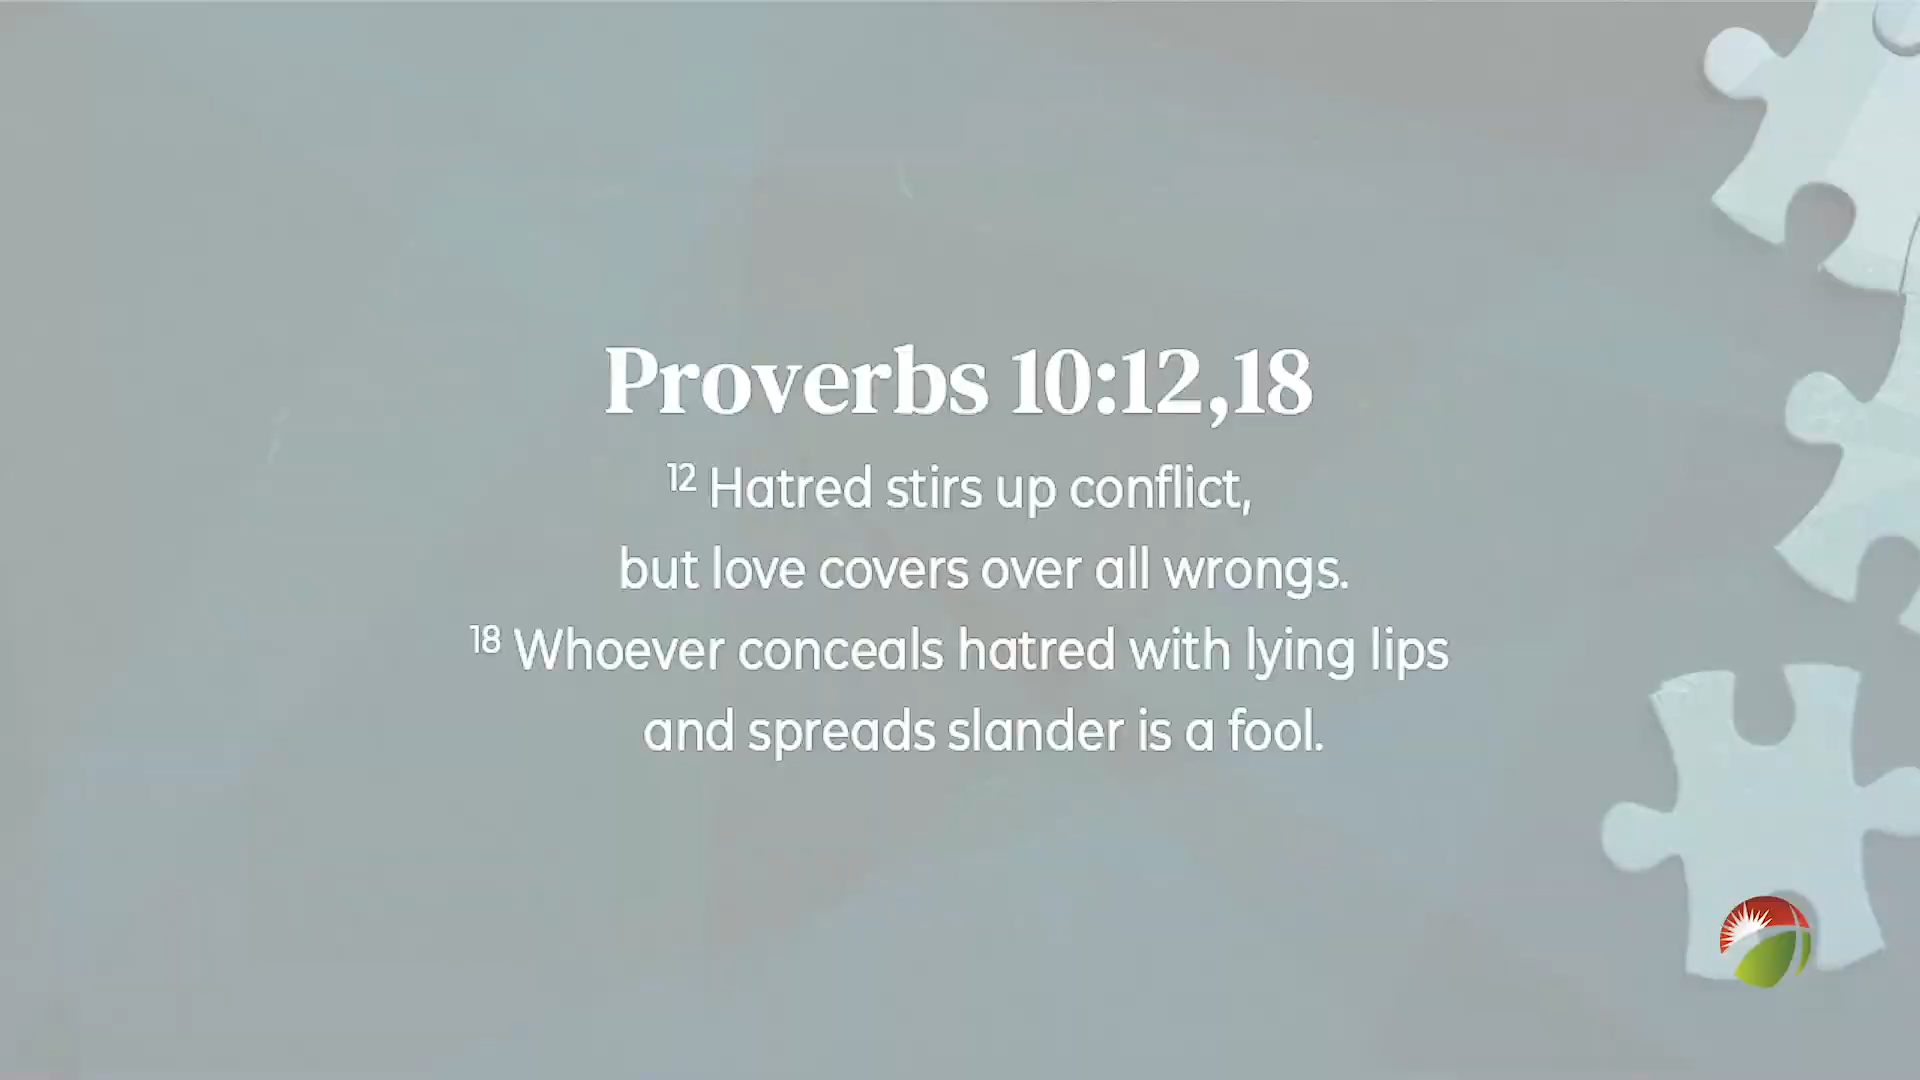 Proverbs 10:12,18
12 Hatred stirs up conflict,
but love covers over all wrongs.
18 Whoever conceals hatred with lying lips
and spreads slander is a fool.